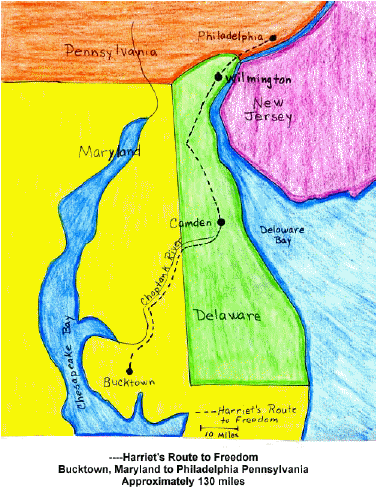 Philadelphia
Pennsylvania
Wilmington
New
Jersey
Maryland
Camden
Delaware
Bay
Choptank River
Delaware
Chesapeake Bay
Bucktown
----Harriet's Route
to Freedom
10 Miles
----Harriet's Route to Freedom
Bucktown, Maryland to Philadelphia Pennsylvania
Approximately 130 miles